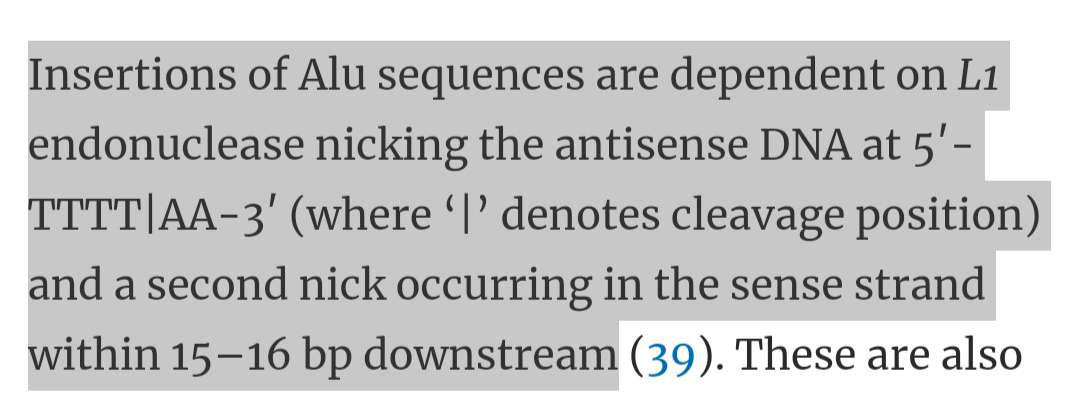 Insertions of Alu sequences are dependent on L1
endonuclease nicking the antisense DNA at 5′-
TTTT|AA-3′ (where ‘|’ denotes cleavage position)
and a second nick occurring in the sense strand
within 15–16 bp downstream (39). These are also